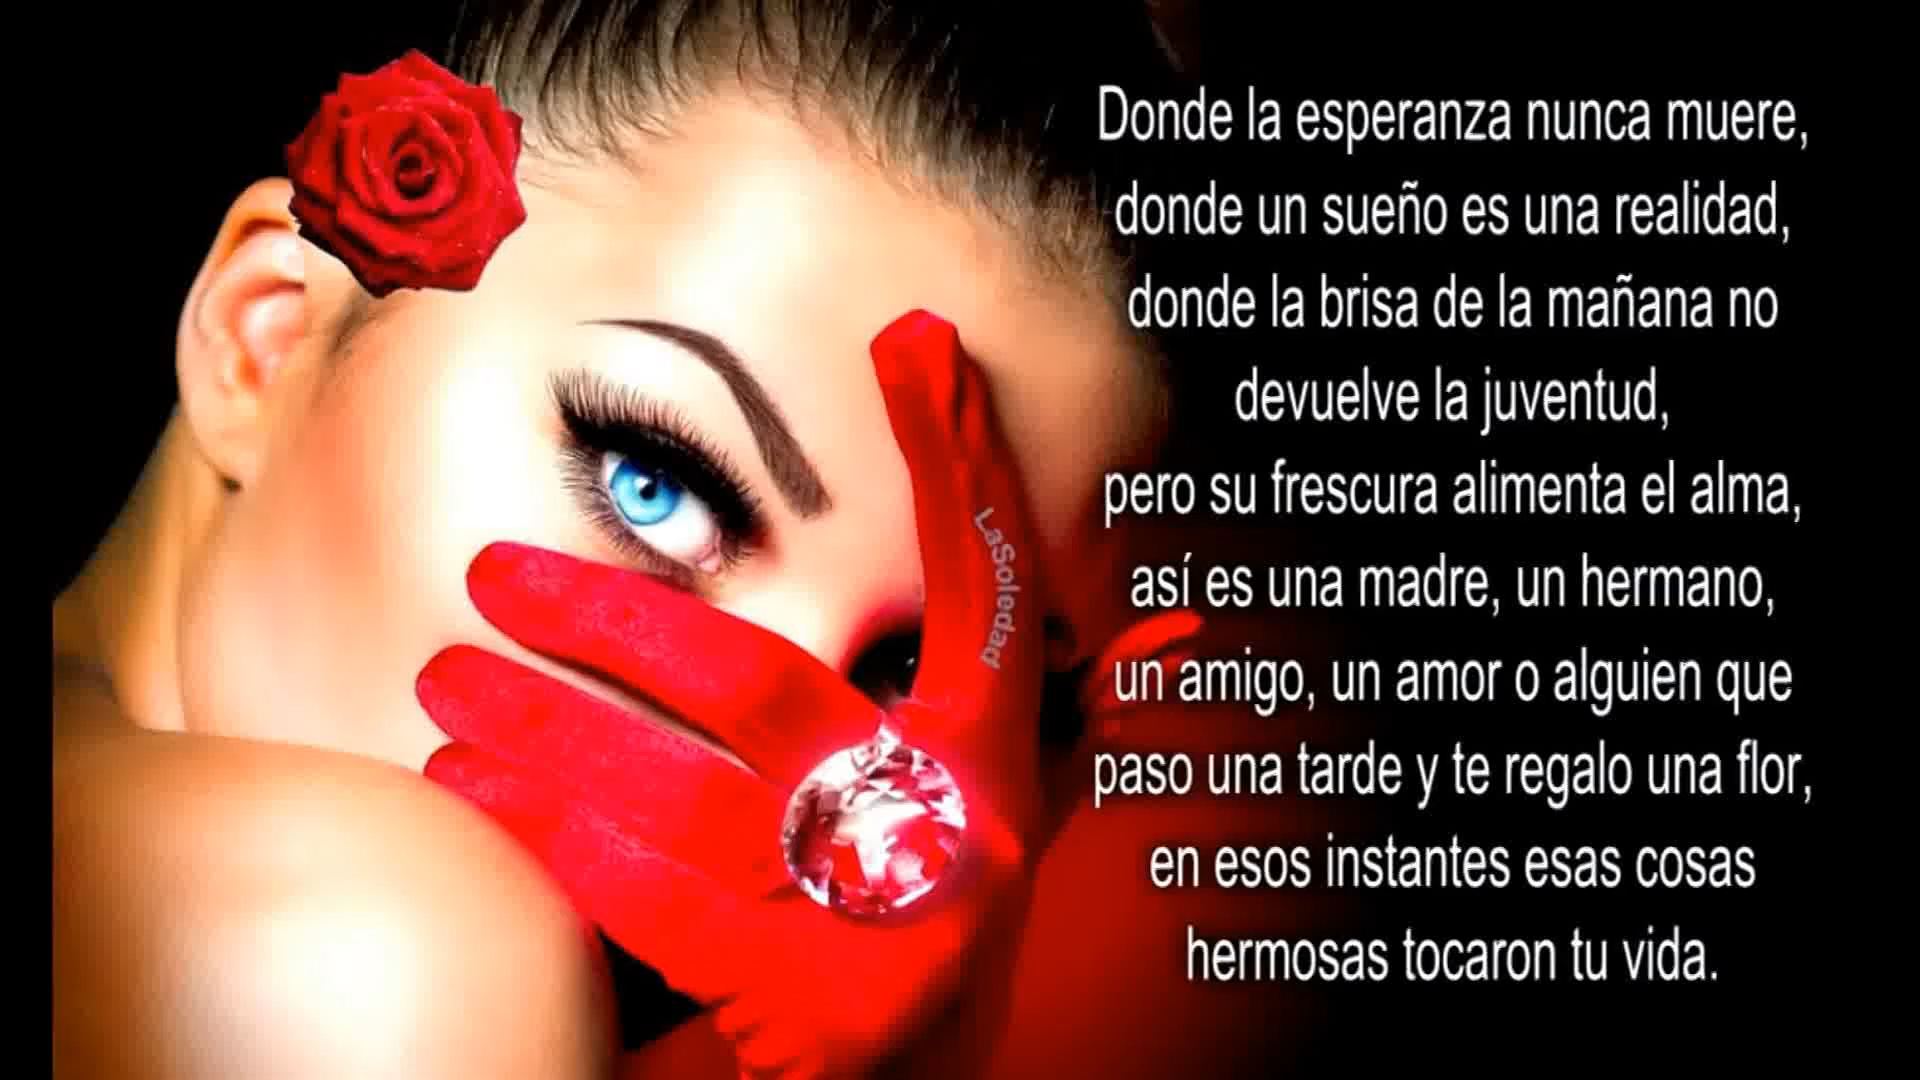 Donde la esperanza nunca muere,
donde un sueño es una realidad,
donde la brisa de la mañana no
devuelve la juventud,
pero su frescura alimenta el alma,
así es una madre, un hermano,
un amigo, un amor o alguien que
paso una tarde y te regalo una flor,
en esos instantes esas cosas
hermosas tocaron tu vida.
LaSoledad